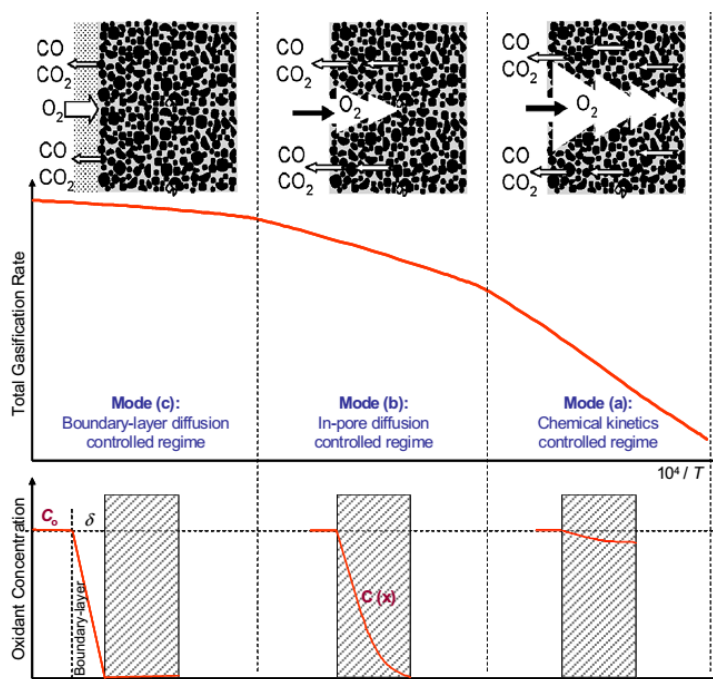 CO
CO2
O2
CO
CO2
CO
CO2
O2
CO
CO2
CO
CO2
O2
CO
CO2
Total Gasification Rate
Mode (c):
Boundary-layer diffusion
controlled regime
Mode (b):
In-pore diffusion
controlled regime
Mode (a):
Chemical kinetics
controlled regime
10⁴ / T
Oxidant Concentration
Co
δ
Boundary-layer
C (x)